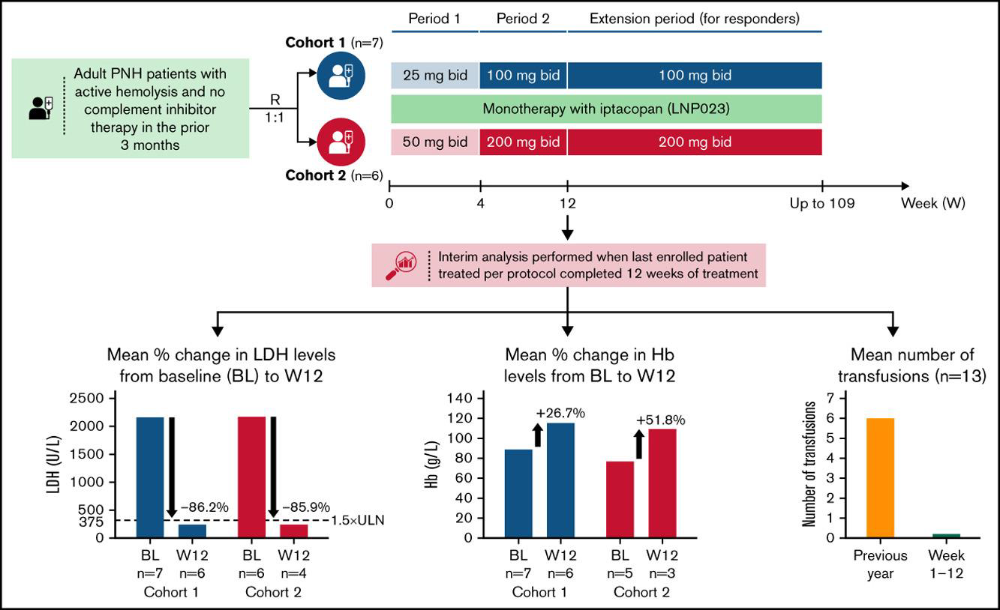 Period 1
Period 2
Extension period (for responders)
Cohort 1 (n=7)
Adult PNH patients with
active hemolysis and no
complement inhibitor
therapy in the prior
3 months
R
1:1
25 mg bid
100 mg bid
100 mg bid
Monotherapy with iptacopan (LNP023)
50 mg bid
200 mg bid
200 mg bid
Cohort 2 (n=6)
0
4
12
Up to 109
Week (W)
Interim analysis performed when last enrolled patient
treated per protocol completed 12 weeks of treatment
Mean % change in LDH levels
from baseline (BL) to W12
LDH (U/L)
2500
2000
1500
1000
500
375
0
−86.2%
−85.9%
1.5×ULN
BL
W12
BL
W12
n=7
n=6
n=6
n=4
Cohort 1
Cohort 2
Mean % change in Hb
levels from BL to W12
Hb (g/L)
140
120
100
80
60
40
20
0
+26.7%
+51.8%
BL
W12
BL
W12
n=7
n=6
n=5
n=3
Cohort 1
Cohort 2
Mean number of
transfusions (n=13)
Number of transfusions
7
6
5
4
3
2
1
0
Previous
year
Week
1–12